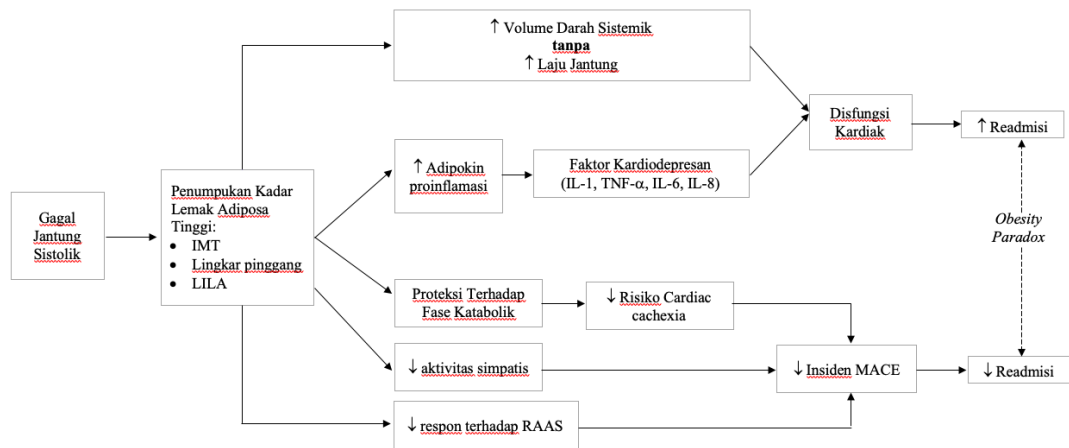 ↑ Volume Darah Sistemik
tanpa
↑ Laju Jantung
Disfungsi
Kardiak
↑ Readmisi
↑ Adipokin
proinflamasi
Faktor Kardiodepresan
(IL-1, TNF-α, IL-6, IL-8)
Gagal
Jantung
Sistolik
Penumpukan Kadar
Lemak Adiposa
Tinggi:
• IMT
• Lingkar pinggang
• LILA
Obesity
Paradox
Proteksi Terhadap
Fase Katabolik
↓ Risiko Cardiac
cachexia
↓ aktivitas simpatis
↓ Insiden MACE
↓ Readmisi
↓ respon terhadap RAAS